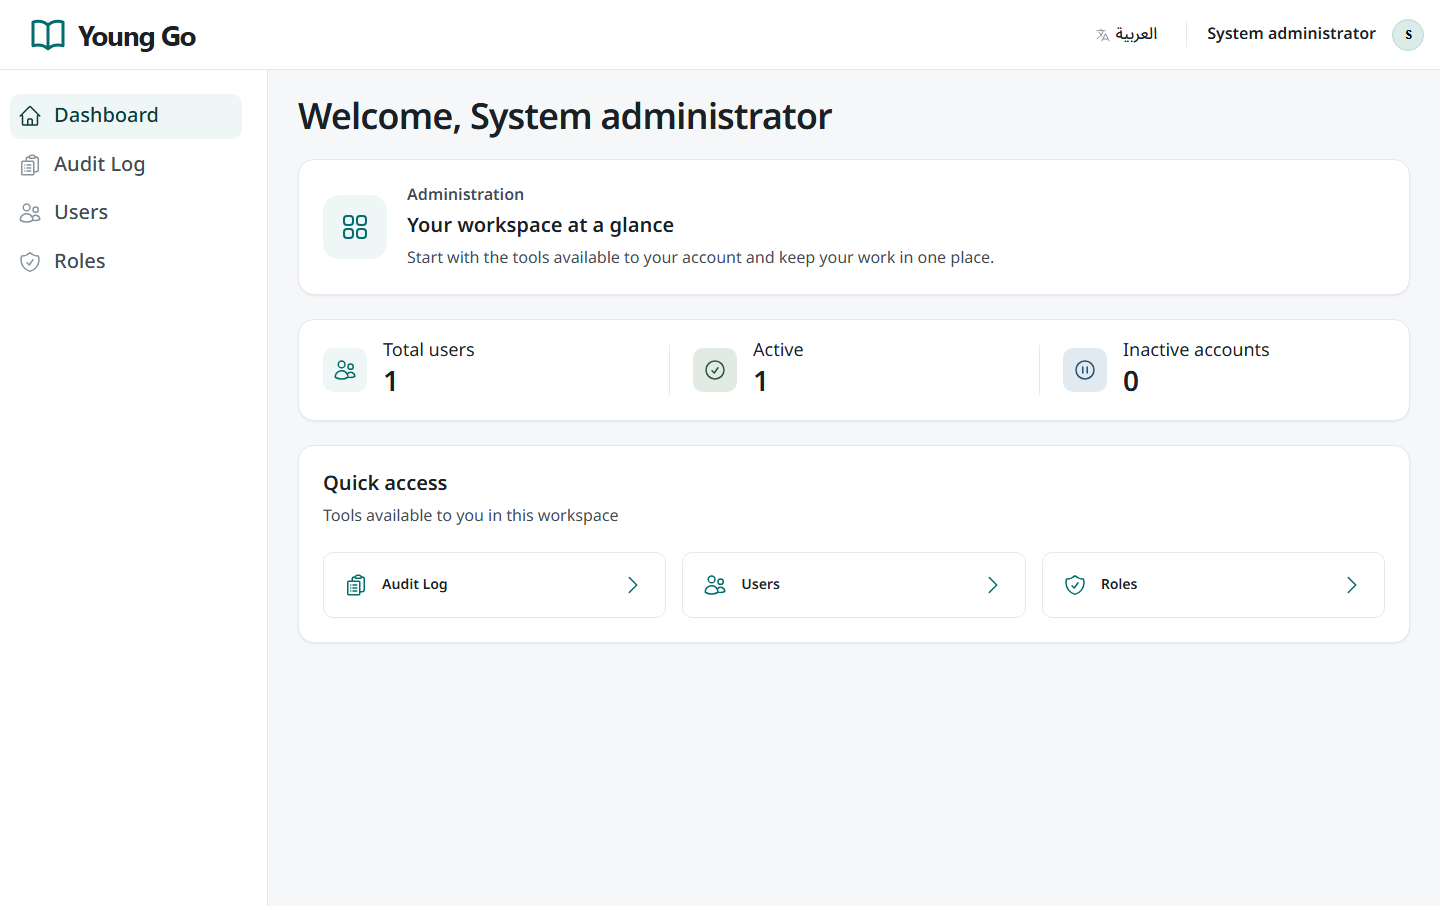 Young Go
العربية
System administrator
S
Dashboard
Audit Log
Users
Roles
Welcome, System administrator
Administration
Your workspace at a glance
Start with the tools available to your account and keep your work in one place.
Total users
1
Active
1
Inactive accounts
0
Quick access
Tools available to you in this workspace
Audit Log
Users
Roles